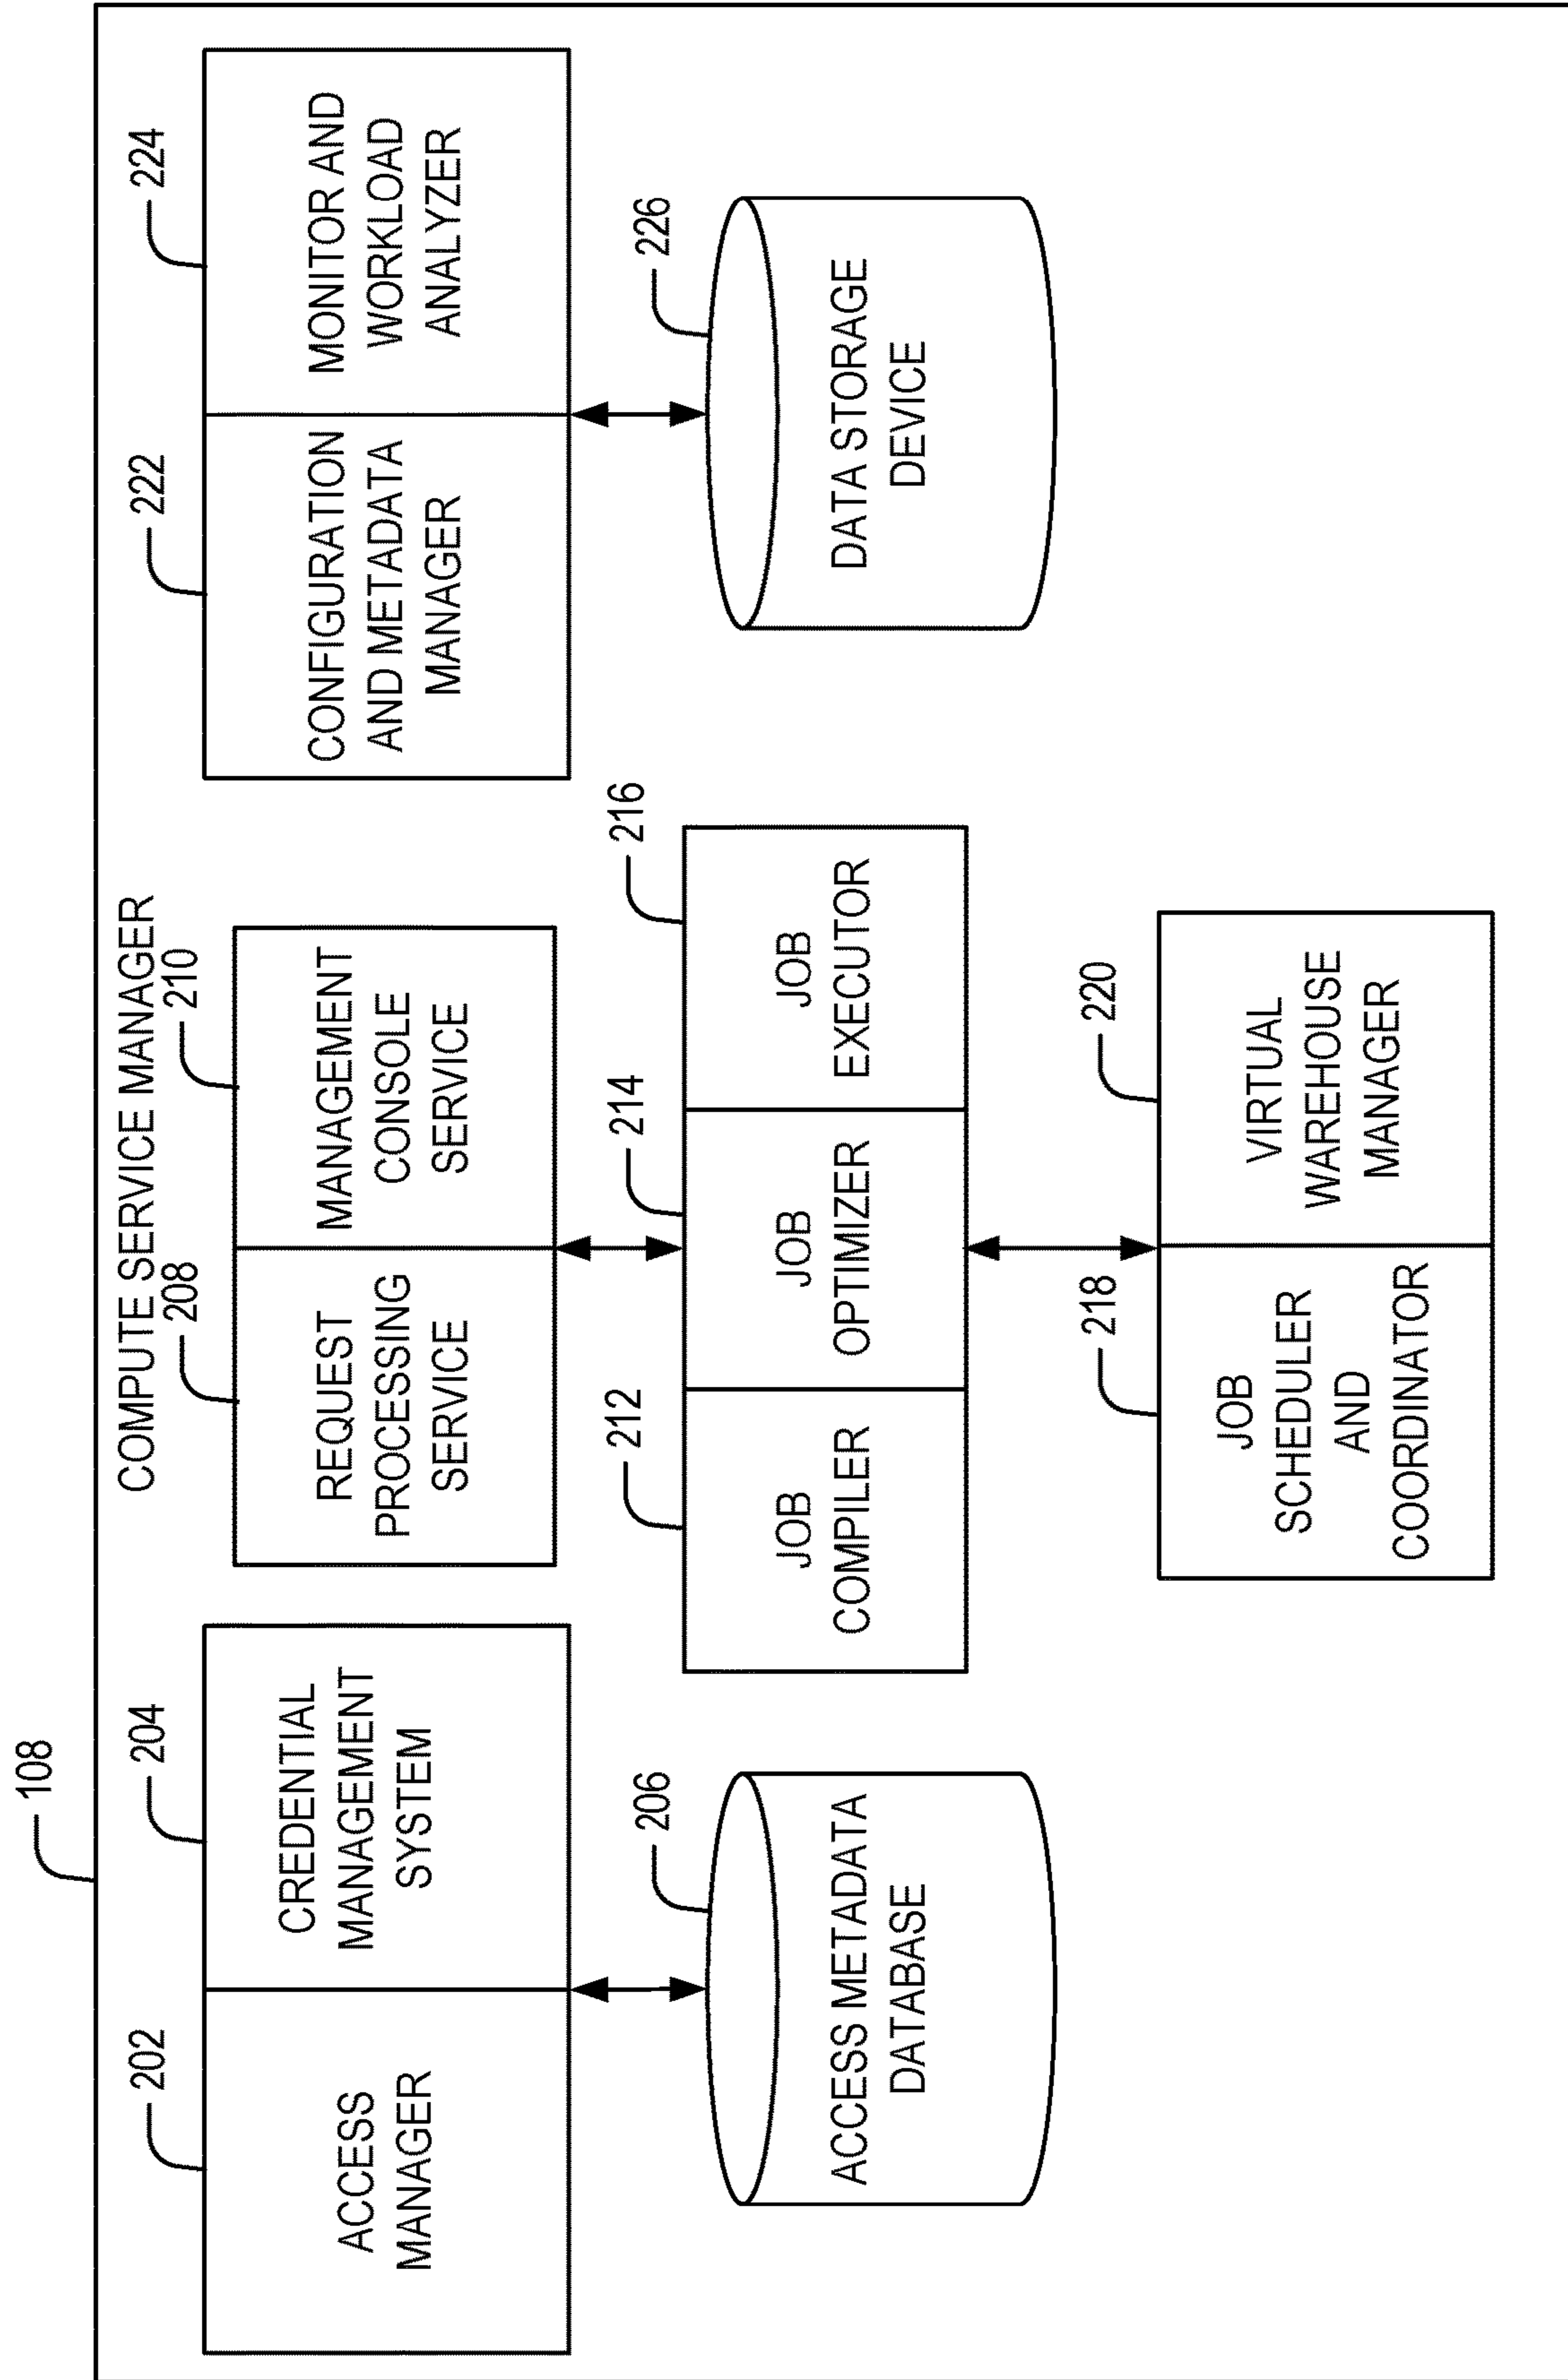 108
COMPUTE SERVICE MANAGER
202
204
ACCESS
MANAGER
CREDENTIAL
MANAGEMENT
SYSTEM
206
ACCESS METADATA
DATABASE
208
210
REQUEST
PROCESSING
SERVICE
MANAGEMENT
CONSOLE
SERVICE
212
214
216
JOB
COMPILER
JOB
OPTIMIZER
JOB
EXECUTOR
218
220
JOB
SCHEDULER
AND
COORDINATOR
VIRTUAL
WAREHOUSE
MANAGER
222
224
CONFIGURATION
AND METADATA
MANAGER
MONITOR AND
WORKLOAD
ANALYZER
226
DATA STORAGE
DEVICE